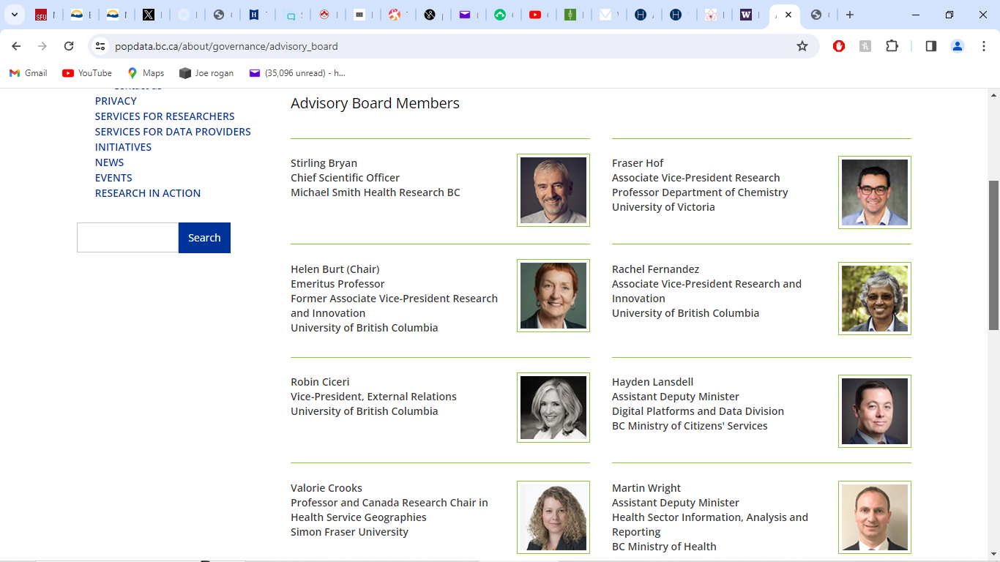 popdata.bc.ca/about/governance/advisory_board
Gmail
YouTube
Maps
Joe rogan
(35,096 unread) - h...
PRIVACY
SERVICES FOR RESEARCHERS
SERVICES FOR DATA PROVIDERS
INITIATIVES
NEWS
EVENTS
RESEARCH IN ACTION
Search
Advisory Board Members
Stirling Bryan
Chief Scientific Officer
Michael Smith Health Research BC
Fraser Hof
Associate Vice-President Research
Professor Department of Chemistry
University of Victoria
Helen Burt (Chair)
Emeritus Professor
Former Associate Vice-President Research
and Innovation
University of British Columbia
Rachel Fernandez
Associate Vice-President Research and
Innovation
University of British Columbia
Robin Ciceri
Vice-President, External Relations
University of British Columbia
Hayden Lansdell
Assistant Deputy Minister
Digital Platforms and Data Division
BC Ministry of Citizens' Services
Valorie Crooks
Professor and Canada Research Chair in
Health Service Geographies
Simon Fraser University
Martin Wright
Assistant Deputy Minister
Health Sector Information, Analysis and
Reporting
BC Ministry of Health